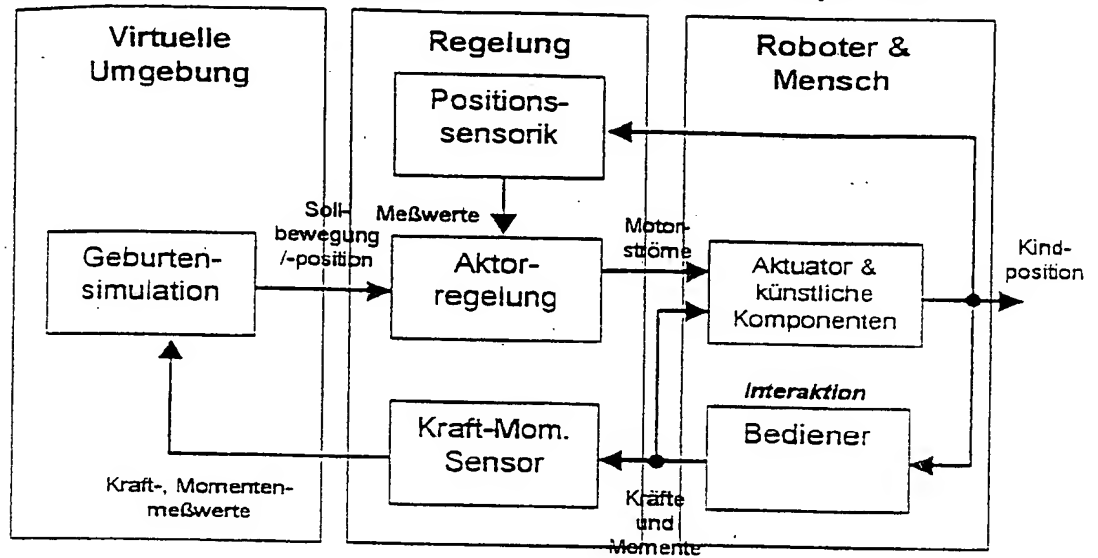 Virtuelle
Umgebung
Regelung
Roboter &
Mensch
Positions-
sensorik
Soll-
bewegung
/-position
Meßwerte
Motor-
ströme
Geburten-
simulation
Aktor-
regelung
Aktuator &
künstliche
Komponenten
Kind-
position
Interaktion
Kraft-Mom.
Sensor
Bediener
Kraft-, Momenten-
meßwerte
Kräfte
und
Momente